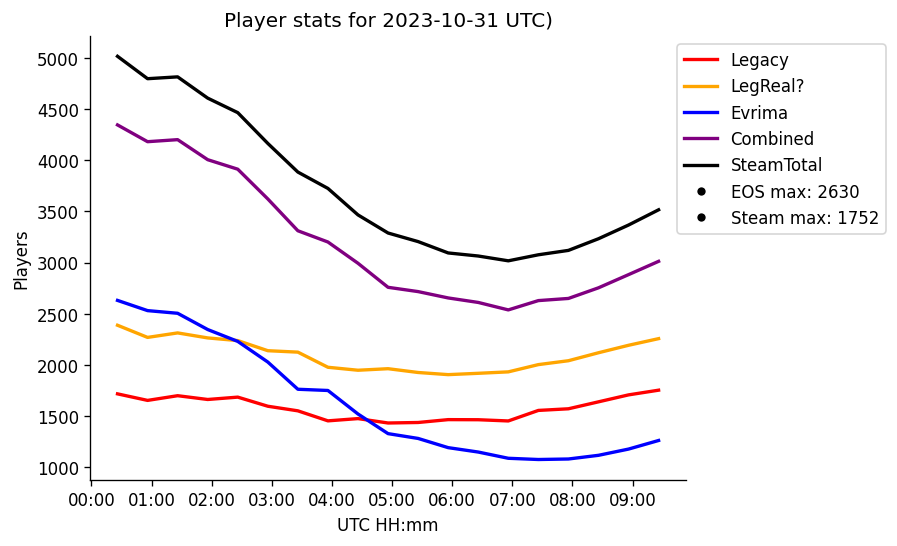 Player stats for 2023-10-31 UTC)
Players
5000
4500
4000
3500
3000
2500
2000
1500
1000
00:00 01:00 02:00 03:00 04:00 05:00 06:00 07:00 08:00 09:00
UTC HH:mm
Legacy
LegReal?
Evrima
Combined
SteamTotal
EOS max: 2630
Steam max: 1752